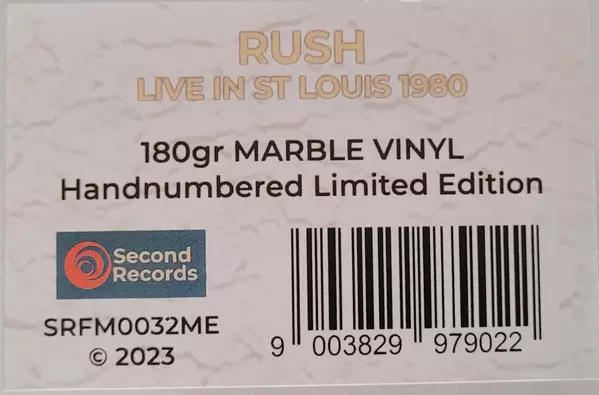 RUSH
LIVE IN ST LOUIS 1980
180gr MARBLE VINYL
Handnumbered Limited Edition
Second
Records
SRFM0032ME
© 2023
9 003829 979022